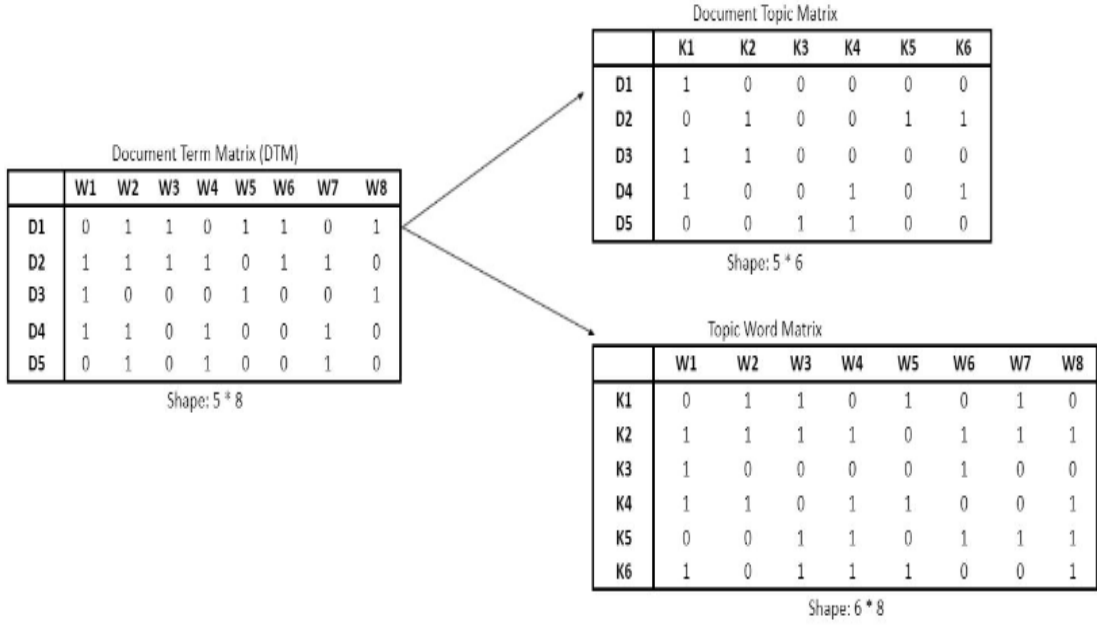 Document Topic Matrix
K1 K2 K3 K4 K5 K6
D1 1 0 0 0 0 0
D2 0 1 0 0 1 1
D3 1 1 0 0 0 0
D4 1 0 0 1 0 1
D5 0 0 1 1 0 0
Shape: 5 * 6
Document Term Matrix (DTM)
W1 W2 W3 W4 W5 W6 W7 W8
D1 0 1 1 0 1 1 0 1
D2 1 1 1 1 0 1 1 0
D3 1 0 0 0 1 0 0 1
D4 1 1 0 1 0 0 1 0
D5 0 1 0 1 0 0 1 0
Shape: 5 * 8
Topic Word Matrix
W1 W2 W3 W4 W5 W6 W7 W8
K1 0 1 1 0 1 0 1 0
K2 1 1 1 1 0 1 1 1
K3 1 0 0 0 0 1 0 0
K4 1 1 0 1 1 0 0 1
K5 0 0 1 1 0 1 1 1
K6 1 0 1 1 1 0 0 1
Shape: 6 * 8